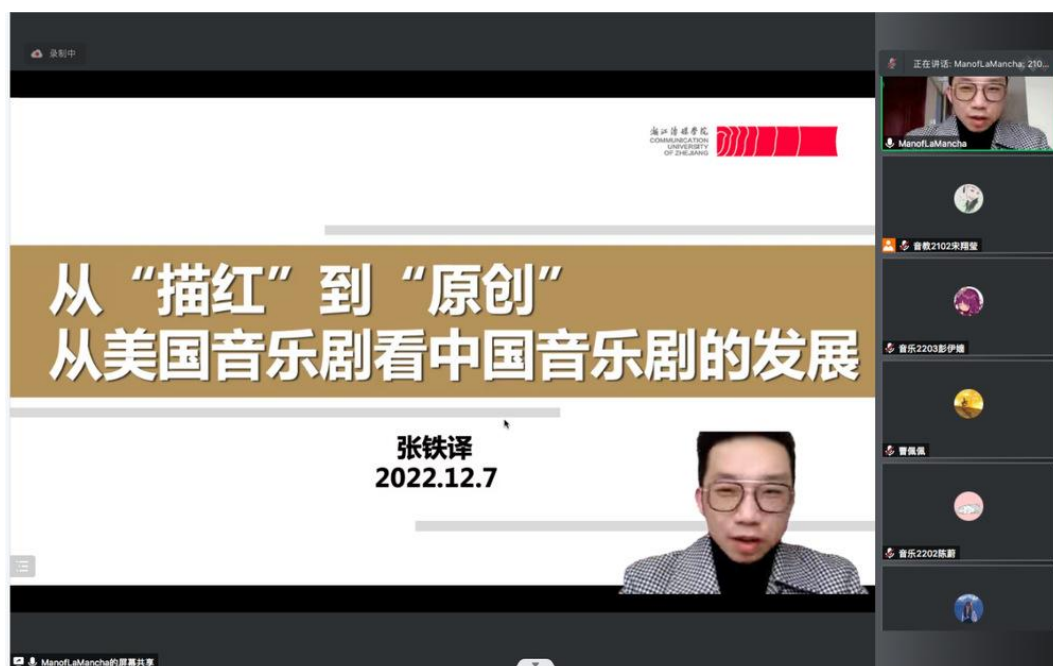 录制中
正在讲话: ManofLaMancha; 210...
ManofLaMancha
浙江传媒学院
COMMUNICATION
UNIVERSITY
OF ZHEJIANG
音教2102宋翔莹
从“描红”到“原创”
从美国音乐剧看中国音乐剧的发展
音乐2203彭伊嬗
张铁译
2022.12.7
曹佩佩
音乐2202陈蔚
ManofLaMancha的屏幕共享